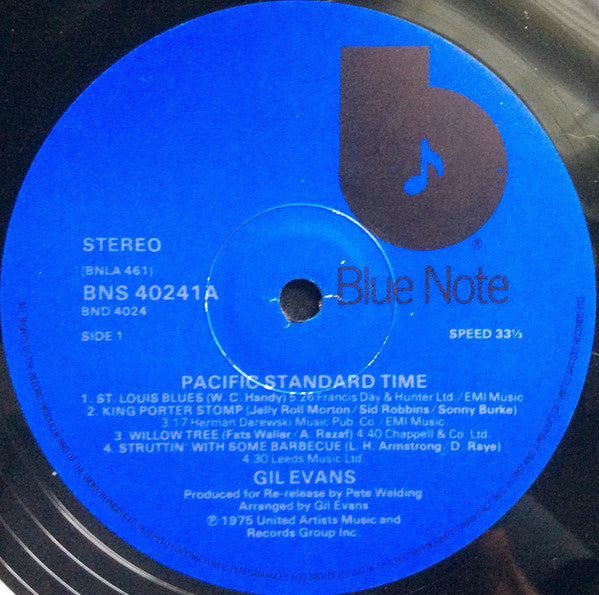 Blue Note
®
STEREO
(BNLA 461)
BNS 40241A
BND 4024
SIDE 1
SPEED 33⅓
PACIFIC STANDARD TIME
1. ST. LOUIS BLUES (W. C. Handy) 5.26 Francis Day & Hunter Ltd / EMI Music
2. KING PORTER STOMP (Jelly Roll Morton / Sid Robbins / Sonny Burke)
3.17 Herman Darewski Music Pub Co / EMI Music
3. WILLOW TREE (Fats Waller / A. Razaf) 4 40 Chappell & Co. Ltd
4. STRUTTIN' WITH SOME BARBECUE (L. H. Armstrong / D. Raye)
4.30 Leeds Music Ltd
GIL EVANS
Produced for Re-release by Pete Welding
Arranged by Gil Evans
℗ 1975 United Artists Music and
Records Group Inc